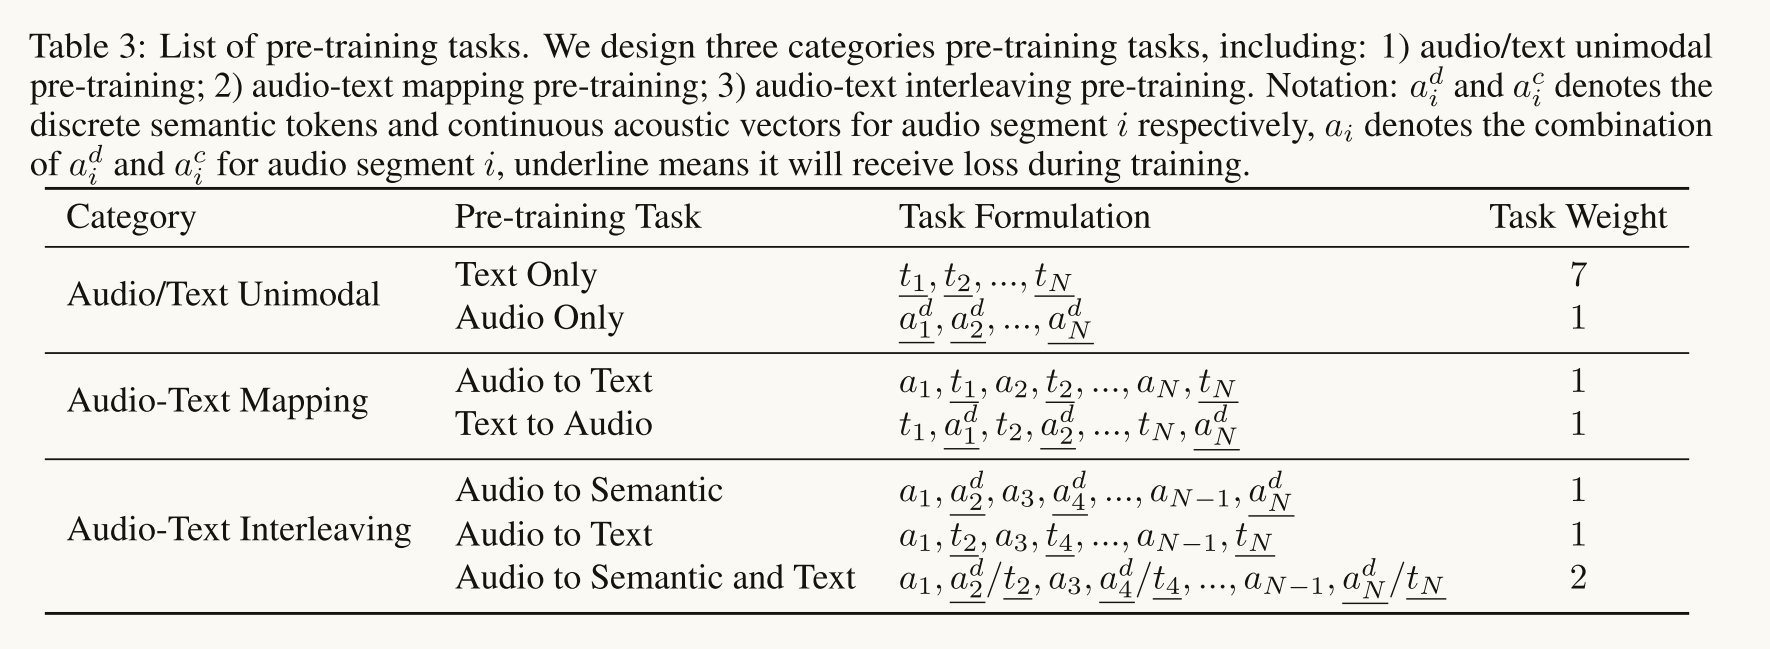 Table 3: List of pre-training tasks. We design three categories pre-training tasks, including: 1) audio/text unimodal
pre-training; 2) audio-text mapping pre-training; 3) audio-text interleaving pre-training. Notation: $a_i^d$ and $a_i^c$ denotes the
discrete semantic tokens and continuous acoustic vectors for audio segment $i$ respectively, $a_i$ denotes the combination
of $a_i^d$ and $a_i^c$ for audio segment $i$, underline means it will receive loss during training.
Category Pre-training Task Task Formulation Task Weight
Audio/Text Unimodal
Text Only $\underline{t_1}, \underline{t_2}, ..., \underline{t_N}$ 7
Audio Only $\underline{a_1^d}, \underline{a_2^d}, ..., \underline{a_N^d}$ 1
Audio-Text Mapping
Audio to Text $a_1, \underline{t_1}, a_2, \underline{t_2}, ..., a_N, \underline{t_N}$ 1
Text to Audio $t_1, \underline{a_1^d}, t_2, \underline{a_2^d}, ..., t_N, \underline{a_N^d}$ 1
Audio-Text Interleaving
Audio to Semantic $a_1, \underline{a_2^d}, a_3, \underline{a_4^d}, ..., a_{N-1}, \underline{a_N^d}$ 1
Audio to Text $a_1, \underline{t_2}, a_3, \underline{t_4}, ..., a_{N-1}, \underline{t_N}$ 1
Audio to Semantic and Text $a_1, \underline{a_2^d}/\underline{t_2}, a_3, \underline{a_4^d}/\underline{t_4}, ..., a_{N-1}, \underline{a_N^d}/\underline{t_N}$ 2